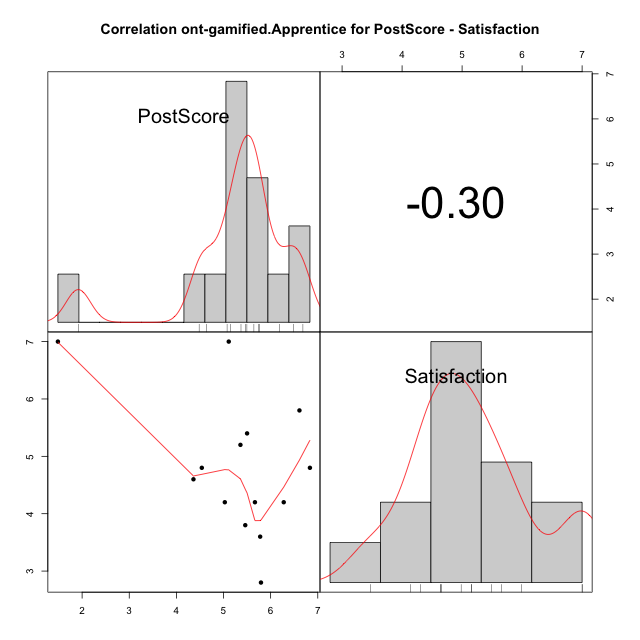 Correlation ont-gamified.Apprentice for PostScore - Satisfaction
3 4 5 6 7
PostScore
-0.30
7
6
5
4
3
2
Satisfaction
7
6
5
4
3
2 3 4 5 6 7